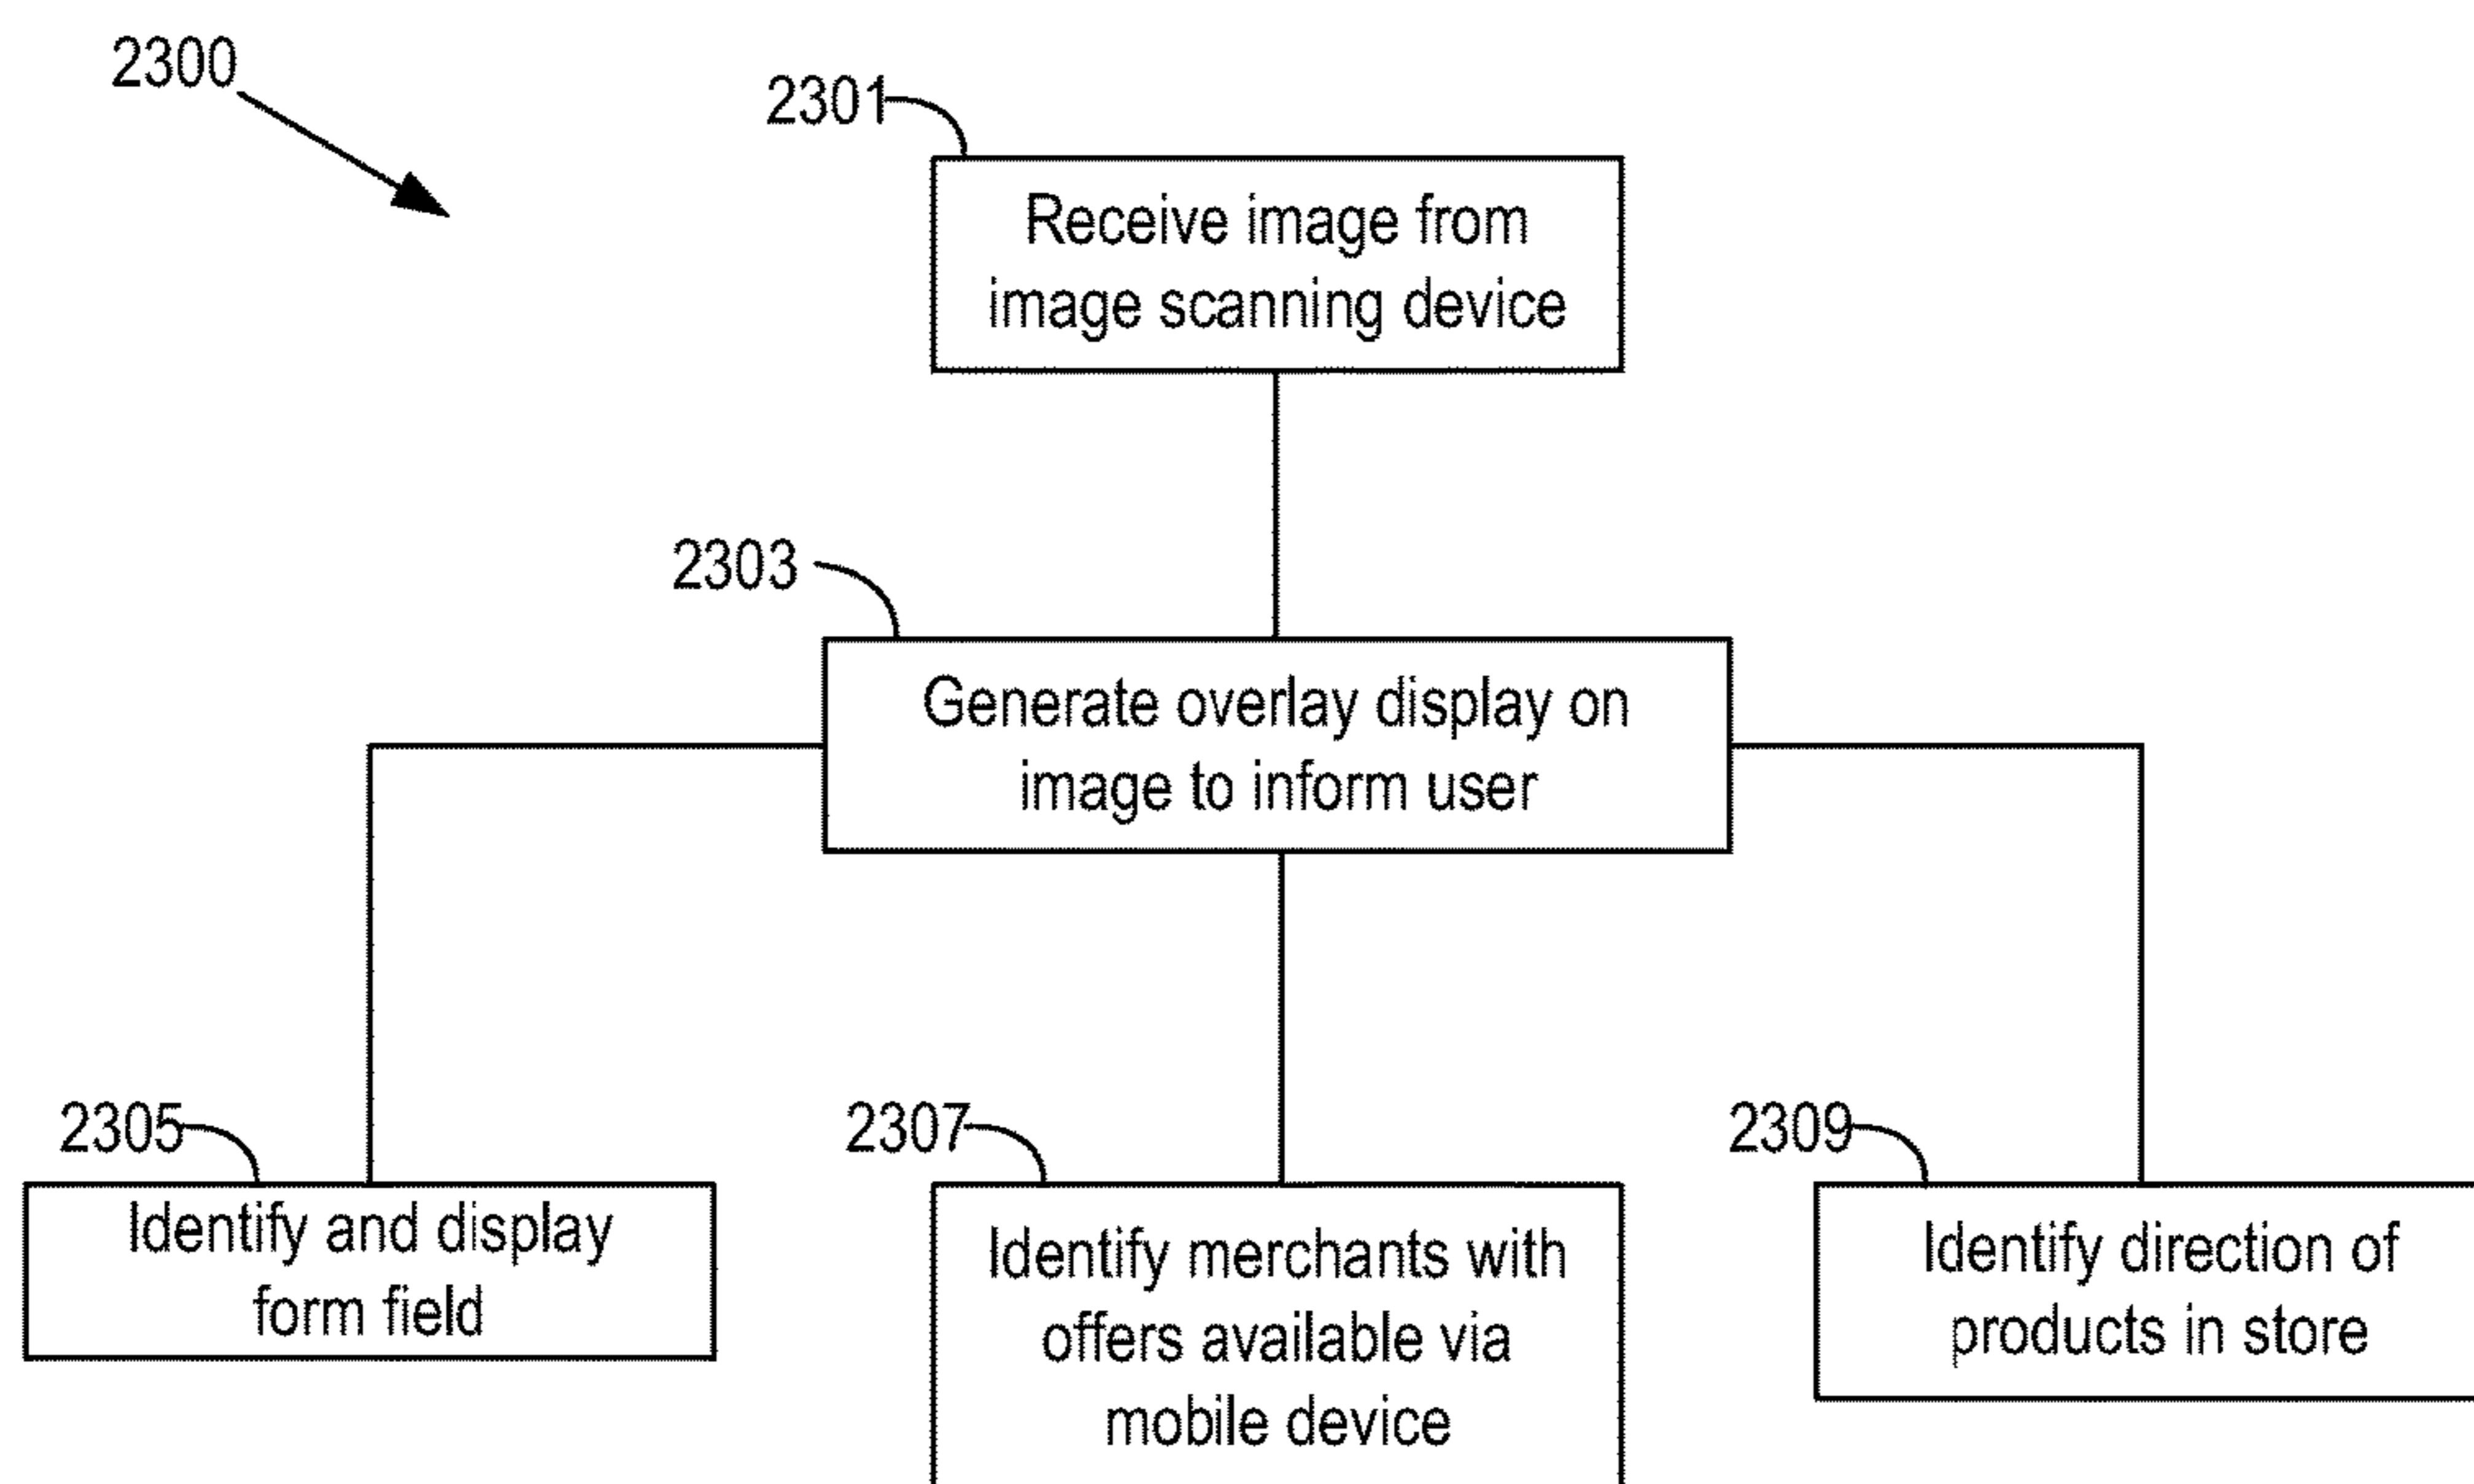 2300
2301
Receive image from
image scanning device
2303
Generate overlay display on
image to inform user
2305
Identify and display
form field
2307
Identify merchants with
offers available via
mobile device
2309
Identify direction of
products in store